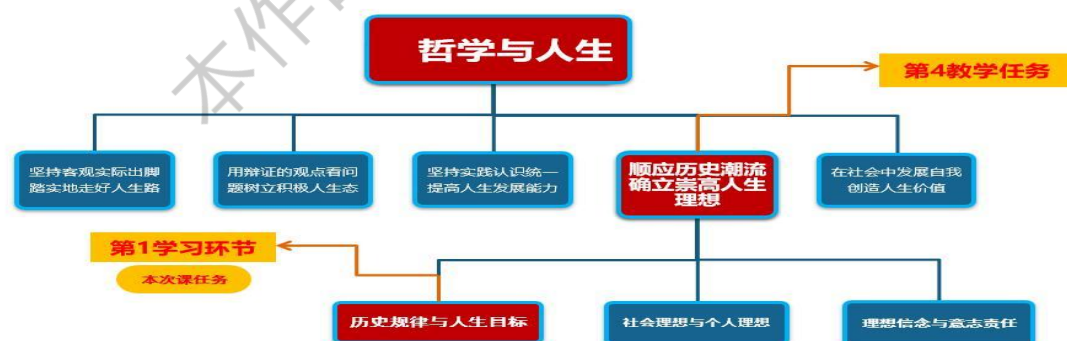 本作
哲学与人生
第4教学任务
坚持客观实际出脚
踏实地走好人生路
用辩证的观点看问
题树立积极人生态
坚持实践认识统一
提高人生发展能力
顺应历史潮流
确立崇高人生
理想
在社会中发展自我
创造人生价值
第1学习环节
本次课任务
历史规律与人生目标
社会理想与个人理想
理想信念与意志责任